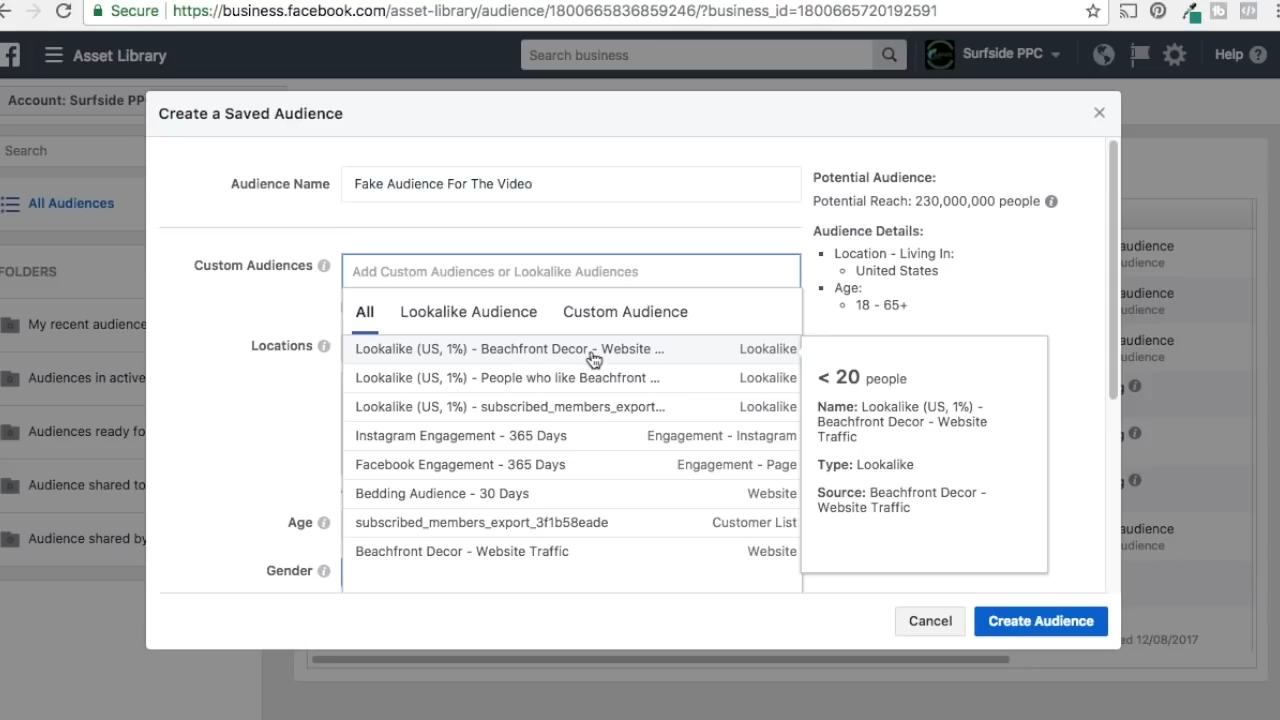 Secure https://business.facebook.com/asset-library/audience/1800665836859246/?business_id=1800665720192591
Asset Library
Search business
Surfside PPC
Help
Account: Surfside PP
Search
All Audiences
FOLDERS
My recent audience
Audiences in active
Audiences ready fo
Audience shared to
Audience shared by
Create a Saved Audience
Audience Name
Fake Audience For The Video
Custom Audiences
Add Custom Audiences or Lookalike Audiences
All Lookalike Audience Custom Audience
Lookalike (US, 1%) - Beachfront Decor - Website ... Lookalike
Lookalike (US, 1%) - People who like Beachfront ... Lookalike
Lookalike (US, 1%) - subscribed_members_export... Lookalike
Instagram Engagement - 365 Days Engagement - Instagram
Facebook Engagement - 365 Days Engagement - Page
Bedding Audience - 30 Days Website
subscribed_members_export_3f1b58eade Customer List
Beachfront Decor - Website Traffic Website
Locations
Age
Gender
Potential Audience:
Potential Reach: 230,000,000 people
Audience Details:
Location - Living In:
United States
Age:
18 - 65+
< 20 people
Name: Lookalike (US, 1%) -
Beachfront Decor - Website
Traffic
Type: Lookalike
Source: Beachfront Decor -
Website Traffic
Cancel
Create Audience
udience
udience
udience
udience
udience
udience
g
g
g
udience
udience
ed 12/08/2017